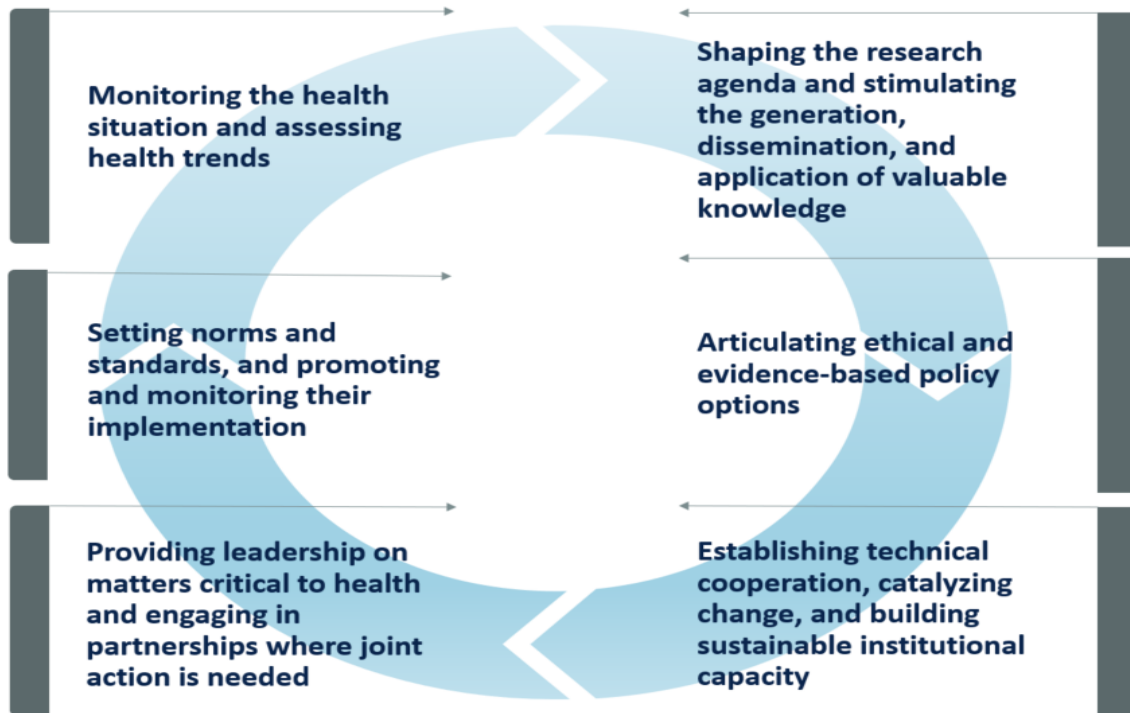 Monitoring the health
situation and assessing
health trends
Shaping the research
agenda and stimulating
the generation,
dissemination, and
application of valuable
knowledge
Setting norms and
standards, and promoting
and monitoring their
implementation
Articulating ethical and
evidence-based policy
options
Providing leadership on
matters critical to health
and engaging in
partnerships where joint
action is needed
Establishing technical
cooperation, catalyzing
change, and building
sustainable institutional
capacity